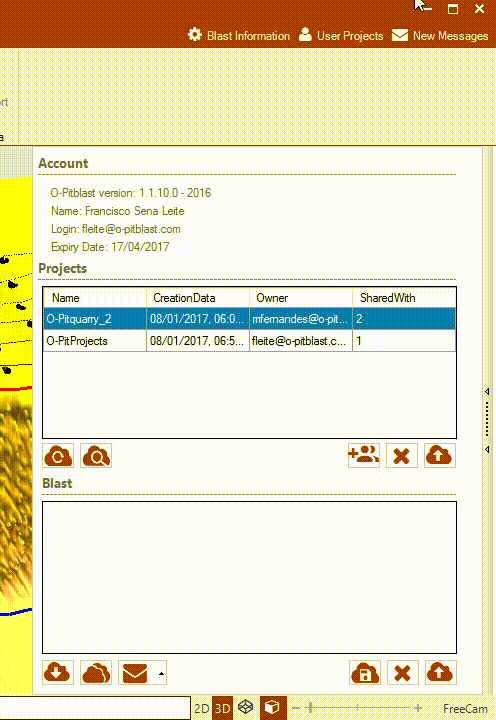 Blast Information User Projects New Messages
rt
a
Account
O-Pitblast version: 1.1.10.0 - 2016
Name: Francisco Sena Leite
Login: fleite@o-pitblast.com
Expiry Date: 17/04/2017
Projects
Name CreationData Owner SharedWith
O-Pitquarry_2 08/01/2017, 06:0... mfernandes@o-pit... 2
O-PitProjects 08/01/2017, 06:5... fleite@o-pitblast.c... 1
Blast
2D 3D FreeCam